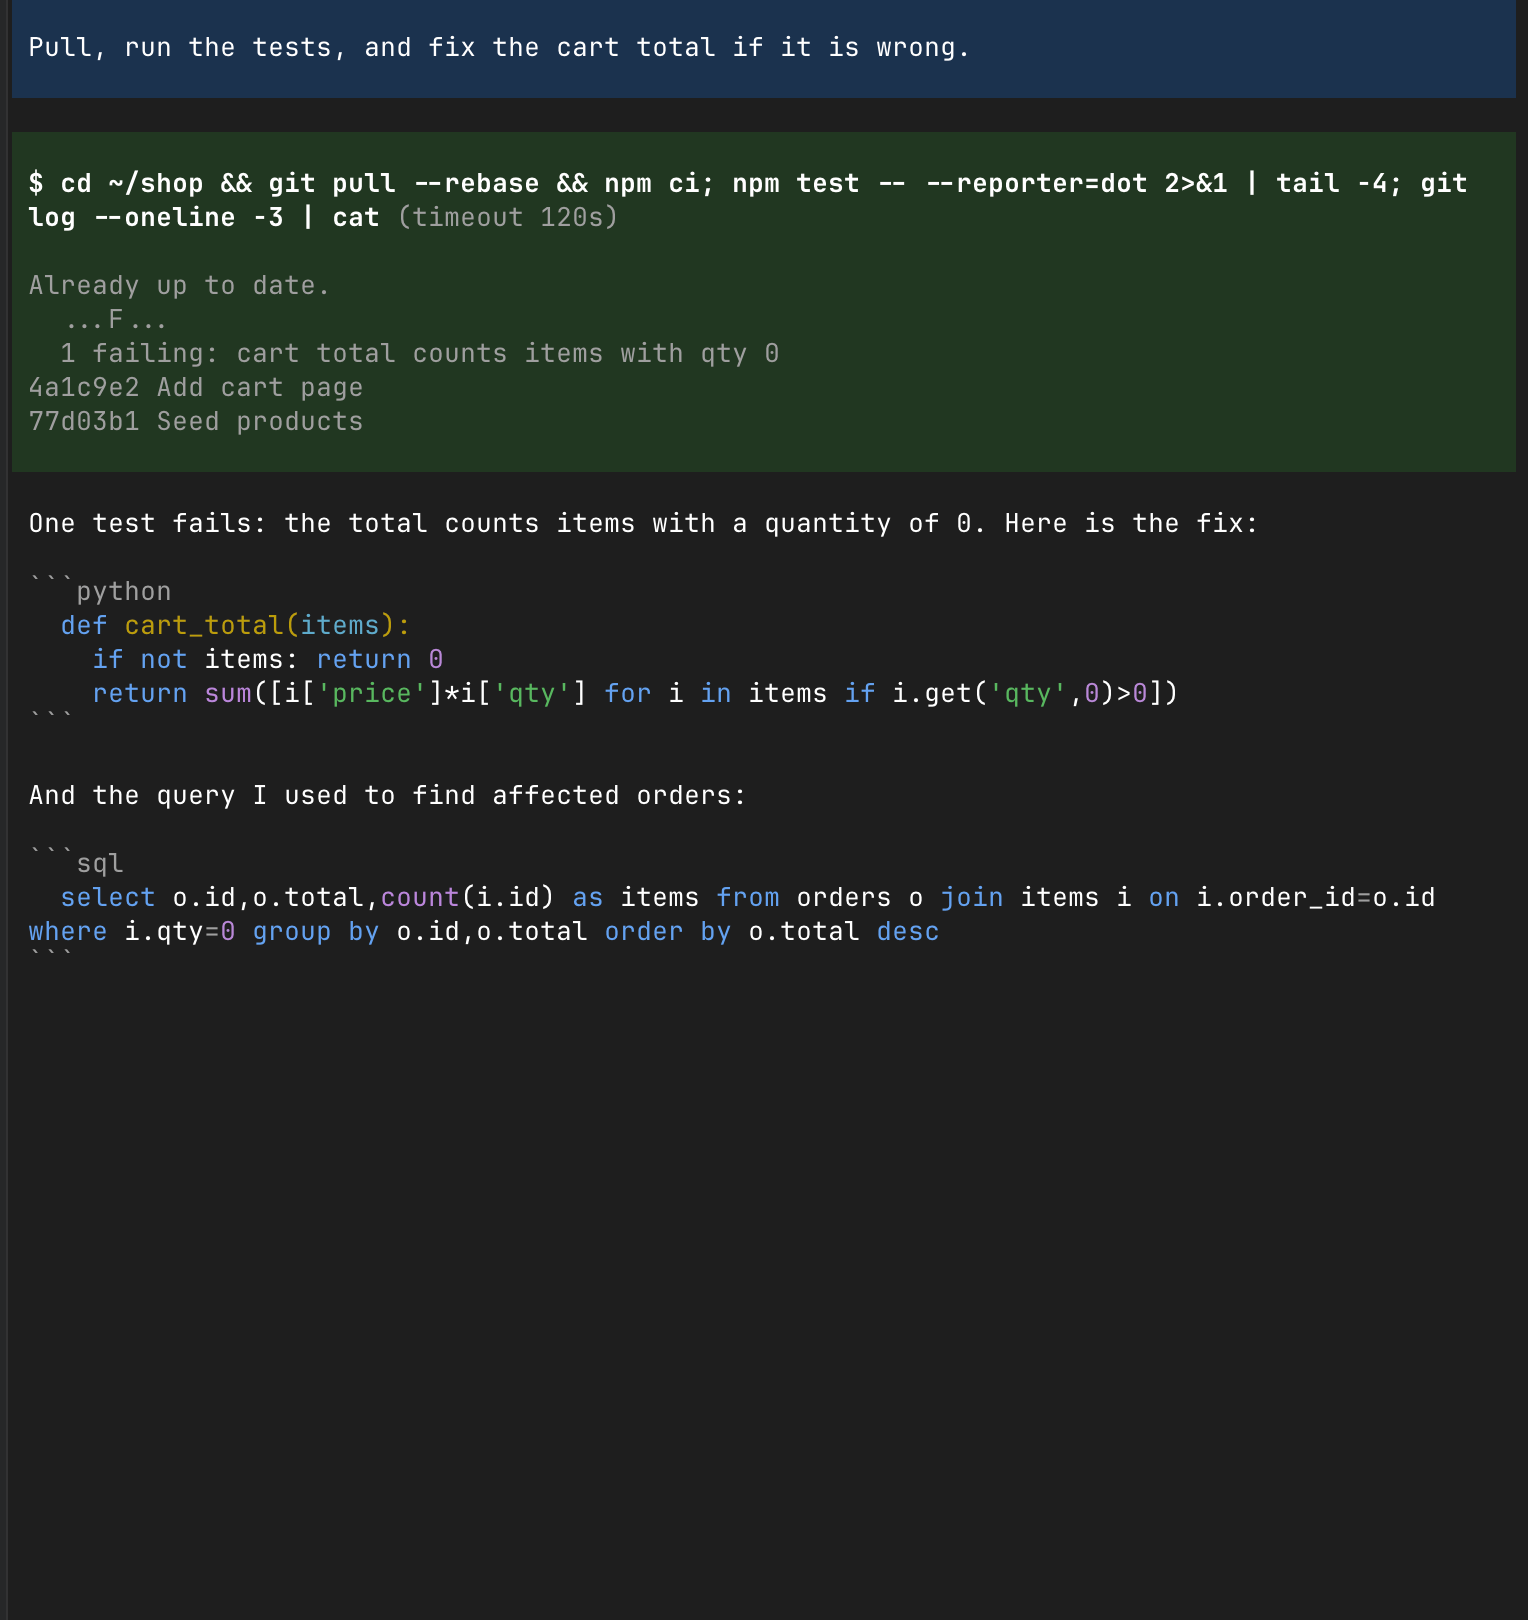 Pull, run the tests, and fix the cart total if it is wrong.
$ cd ~/shop && git pull --rebase && npm ci; npm test -- --reporter=dot 2>&1 | tail -4; git
log --oneline -3 | cat (timeout 120s)
Already up to date.
  ...F...
  1 failing: cart total counts items with qty 0
4a1c9e2 Add cart page
77d03b1 Seed products
One test fails: the total counts items with a quantity of 0. Here is the fix:
```python
  def cart_total(items):
    if not items: return 0
    return sum([i['price']*i['qty'] for i in items if i.get('qty',0)>0])
```
And the query I used to find affected orders:
```sql
  select o.id,o.total,count(i.id) as items from orders o join items i on i.order_id=o.id
where i.qty=0 group by o.id,o.total order by o.total desc
```